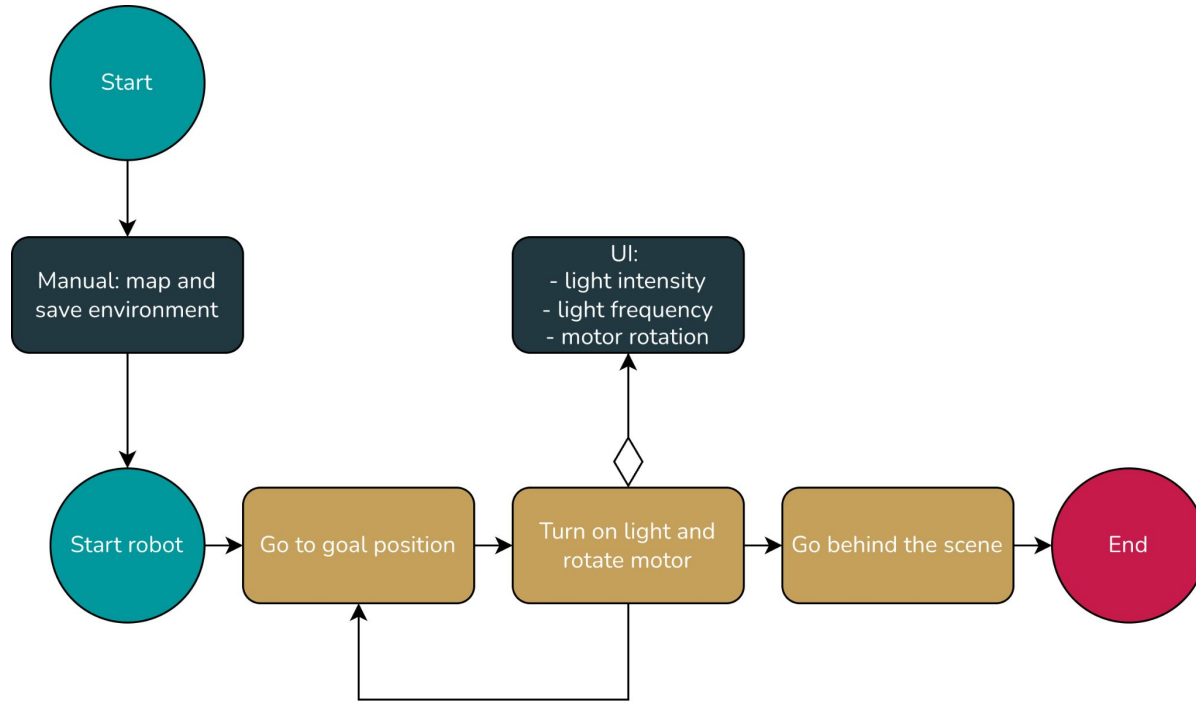 Start
Manual: map and
save environment
UI:
- light intensity
- light frequency
- motor rotation
Start robot
Go to goal position
Turn on light and
rotate motor
Go behind the scene
End